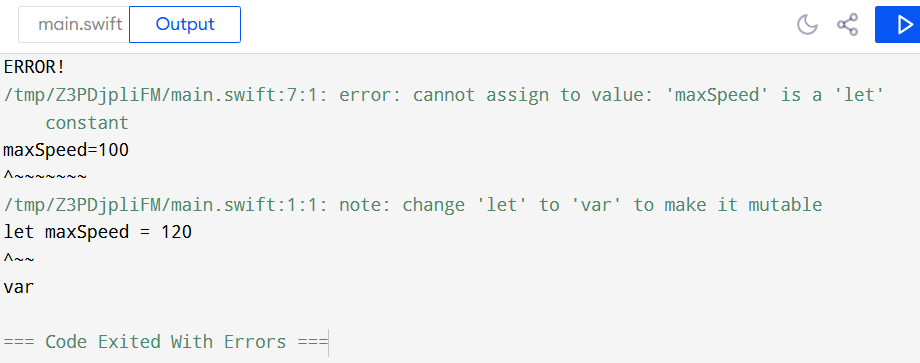 main.swift Output
ERROR!
/tmp/Z3PDjpliFM/main.swift:7:1: error: cannot assign to value: 'maxSpeed' is a 'let'
constant
maxSpeed=100
^~~~~~~~
/tmp/Z3PDjpliFM/main.swift:1:1: note: change 'let' to 'var' to make it mutable
let maxSpeed = 120
^~~
var
=== Code Exited With Errors ===